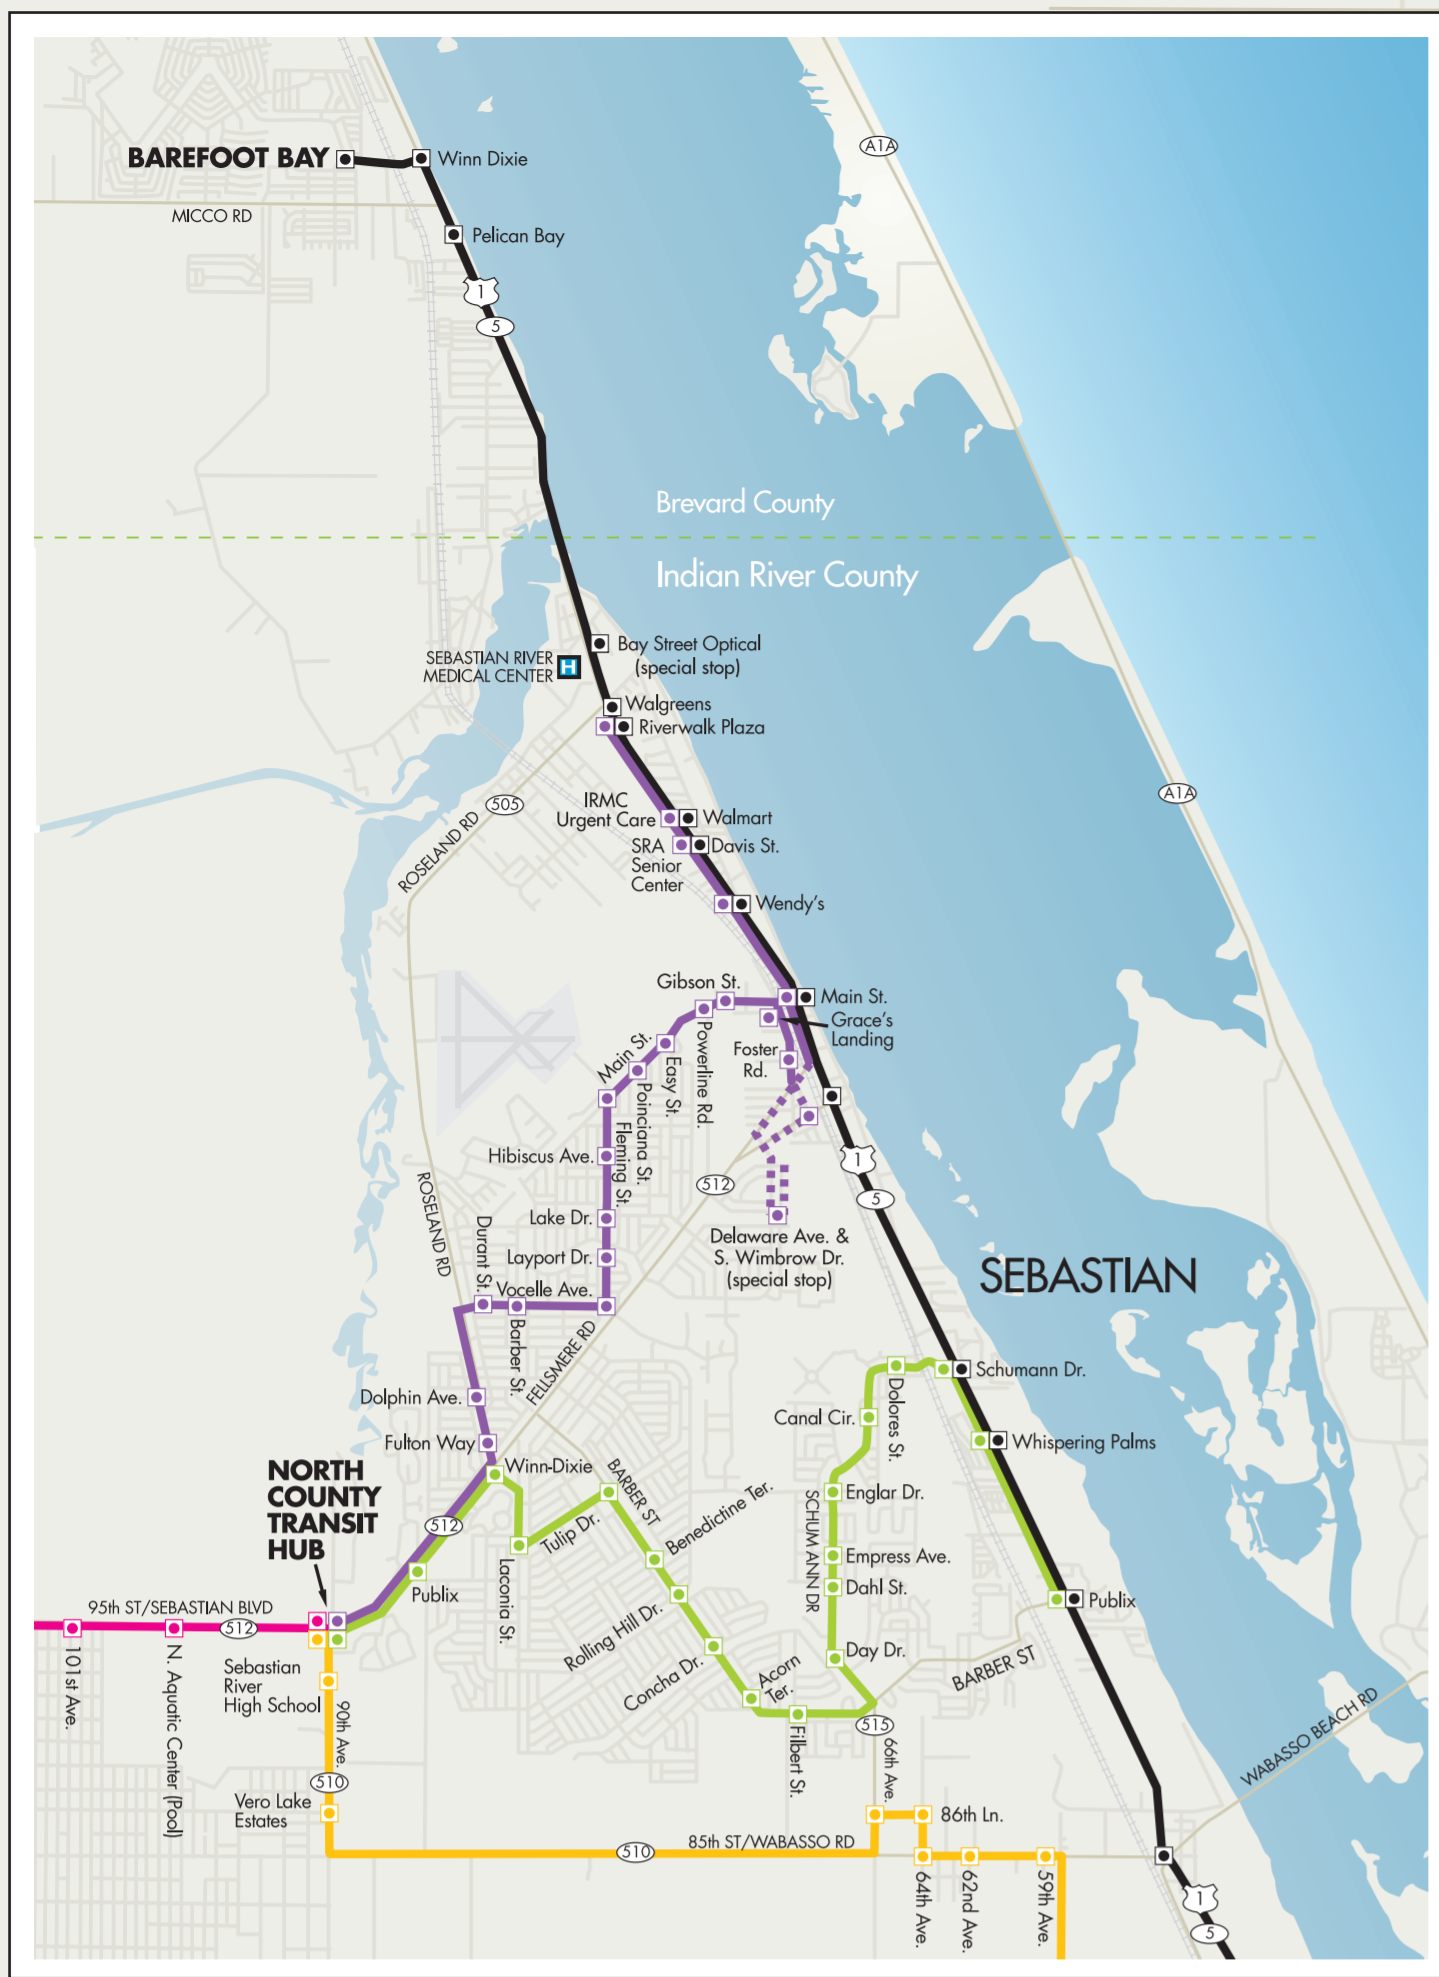 A1A
BAREFOOT BAY
Winn Dixie
MICCO RD
Pelican Bay
1
5
Brevard County
Indian River County
Bay Street Optical
(special stop)
SEBASTIAN RIVER
MEDICAL CENTER
H
Walgreens
Riverwalk Plaza
A1A
505
ROSELAND RD
IRMC
Urgent Care
Walmart
SRA
Senior
Center
Davis St.
Wendy's
Gibson St.
Main St.
Grace's
Landing
Foster
Rd.
Main St.
Powerline Rd.
Easy St.
Poinciana St.
Fleming St.
Hibiscus Ave.
1
5
512
ROSELAND RD
Lake Dr.
Durant St.
Layport Dr.
Vocelle Ave.
Delaware Ave. &
S. Wimbrow Dr.
(special stop)
SEBASTIAN
Barber St.
FELLSMERE RD
Dolphin Ave.
Fulton Way
Schumann Dr.
Dolores St.
Canal Cir.
Whispering Palms
Winn-Dixie
BARBER ST
NORTH
COUNTY
TRANSIT
HUB
512
Benedictine Ter.
Englar Dr.
SCHUMANN DR
Tulip Dr.
Laconia St.
Empress Ave.
Dahl St.
Publix
Publix
95th ST/SEBASTIAN BLVD
512
Rolling Hill Dr.
Concha Dr.
Day Dr.
BARBER ST
101st Ave.
N. Aquatic Center (Pool)
Sebastian
River
High School
90th Ave.
Acorn
Ter.
Filbert St.
515
66th Ave.
WABASSO BEACH RD
510
Vero Lake
Estates
86th Ln.
85th ST/WABASSO RD
510
64th Ave.
62nd Ave.
59th Ave.
1
5